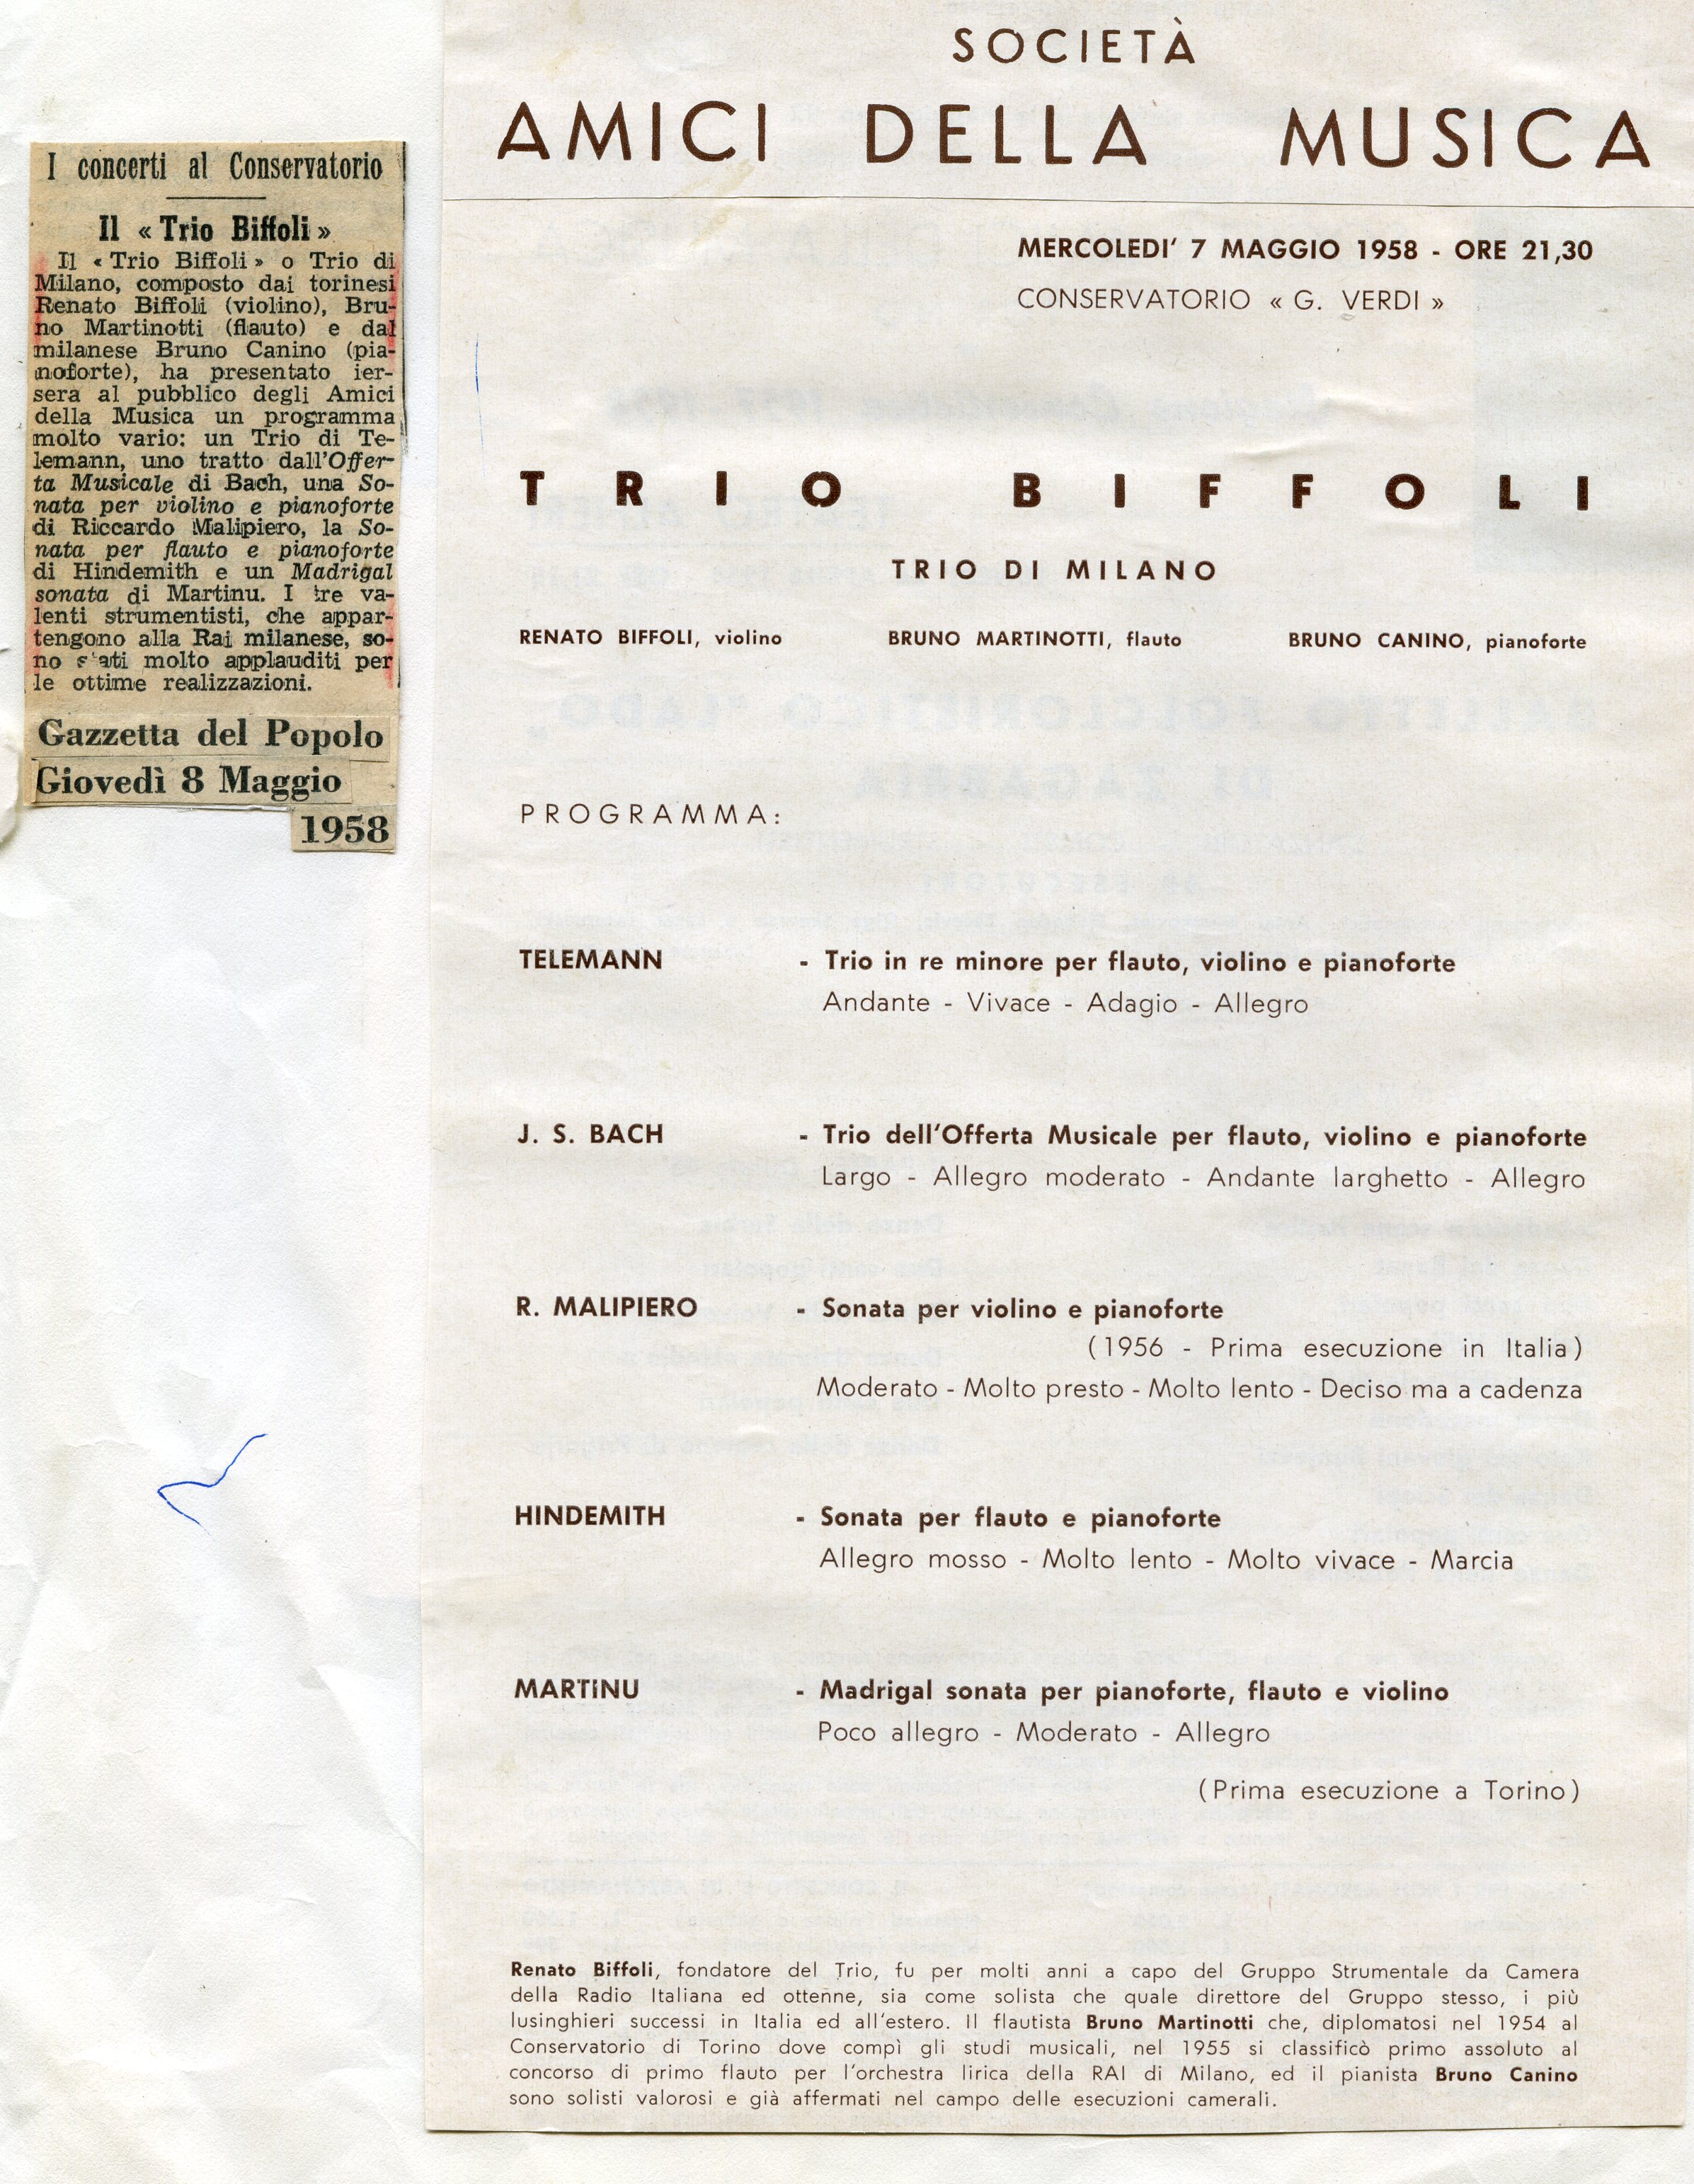 I concerti al Conservatorio
Il « Trio Biffoli »
Il « Trio Biffoli » o Trio di
Milano, composto dai torinesi
Renato Biffoli (violino), Bru-
no Martinotti (flauto) e dal
milanese Bruno Canino (pia-
noforte), ha presentato ier-
sera al pubblico degli Amici
della Musica un programma
molto vario: un Trio di Te-
lemann, uno tratto dall'Offer-
ta Musicale di Bach, una So-
nata per violino e pianoforte
di Riccardo Malipiero, la So-
nata per flauto e pianoforte
di Hindemith e un Madrigal
sonata di Martinu. I tre va-
lenti strumentisti, che appar-
tengono alla Rai milanese, so-
no stati molto applauditi per
le ottime realizzazioni.
Gazzetta del Popolo
Giovedì 8 Maggio
1958
SOCIETÀ
AMICI DELLA MUSICA
MERCOLEDI' 7 MAGGIO 1958 - ORE 21,30
CONSERVATORIO « G. VERDI »
TRIO BIFFOLI
TRIO DI MILANO
RENATO BIFFOLI, violino BRUNO MARTINOTTI, flauto BRUNO CANINO, pianoforte
PROGRAMMA:
TELEMANN - Trio in re minore per flauto, violino e pianoforte
Andante - Vivace - Adagio - Allegro
J. S. BACH - Trio dell'Offerta Musicale per flauto, violino e pianoforte
Largo - Allegro moderato - Andante larghetto - Allegro
R. MALIPIERO - Sonata per violino e pianoforte
(1956 - Prima esecuzione in Italia)
Moderato - Molto presto - Molto lento - Deciso ma a cadenza
HINDEMITH - Sonata per flauto e pianoforte
Allegro mosso - Molto lento - Molto vivace - Marcia
MARTINU - Madrigal sonata per pianoforte, flauto e violino
Poco allegro - Moderato - Allegro
(Prima esecuzione a Torino)
Renato Biffoli, fondatore del Trio, fu per molti anni a capo del Gruppo Strumentale da Camera
della Radio Italiana ed ottenne, sia come solista che quale direttore del Gruppo stesso, i più
lusinghieri successi in Italia ed all'estero. Il flautista Bruno Martinotti che, diplomatosi nel 1954 al
Conservatorio di Torino dove compì gli studi musicali, nel 1955 si classificò primo assoluto al
concorso di primo flauto per l'orchestra lirica della RAI di Milano, ed il pianista Bruno Canino
sono solisti valorosi e già affermati nel campo delle esecuzioni camerali.